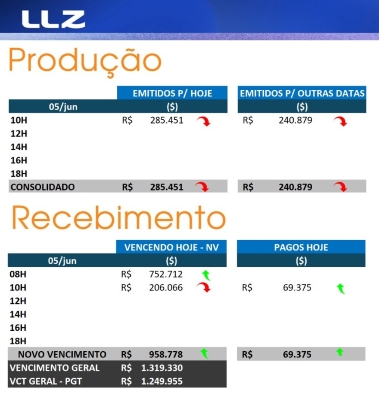 LLZ
Produção
EMITIDOS P/ HOJE EMITIDOS P/ OUTRAS DATAS
05/jun ($) ($)
10H R$ 285.451 R$ 240.879
12H
14H
16H
18H
CONSOLIDADO R$ 285.451 R$ 240.879
Recebimento
VENCENDO HOJE - NV PAGOS HOJE
05/jun ($) ($)
08H R$ 752.712
10H R$ 206.066 R$ 69.375
12H
14H
16H
18H
NOVO VENCIMENTO R$ 958.778 R$ 69.375
VENCIMENTO GERAL R$ 1.319.330
VCT GERAL - PGT R$ 1.249.955